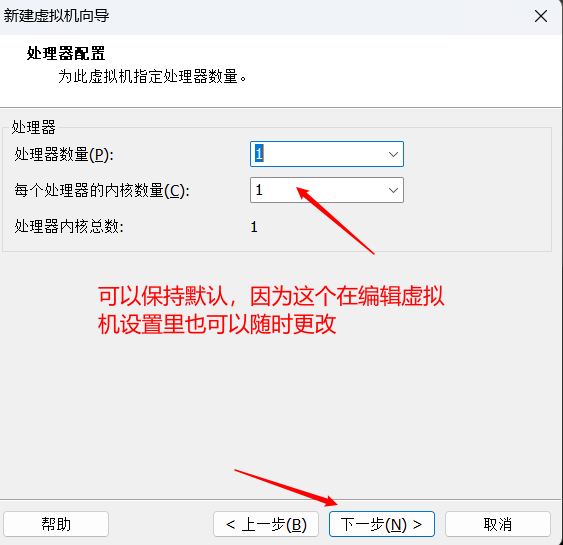 新建虚拟机向导
处理器配置
为此虚拟机指定处理器数量。
处理器
处理器数量(P):
1
每个处理器的内核数量(C):
1
处理器内核总数:
1
可以保持默认，因为这个在编辑虚拟
机设置里也可以随时更改
帮助
< 上一步(B)
下一步(N) >
取消